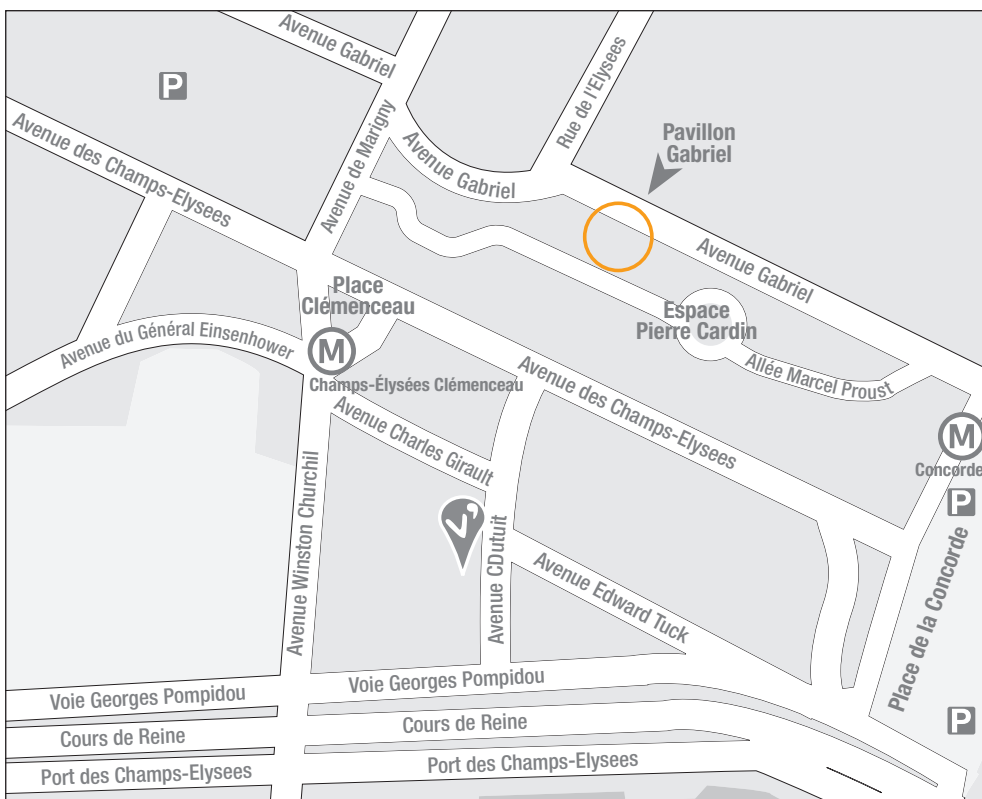 Avenue Gabriel
P
Avenue des Champs-Elysees
Avenue de Marigny
Avenue Gabriel
Rue de l'Elysees
Pavillon
Gabriel
Avenue Gabriel
Place
Clémenceau
Espace
Pierre Cardin
Avenue du Général Einsenhower
M
Champs-Élysées Clémenceau
Allée Marcel Proust
Avenue des Champs-Elysees
Avenue Charles Girault
M
Concorde
P
V,
Avenue Winston Churchil
Avenue CDutuit
Avenue Edward Tuck
Place de la Concorde
P
Voie Georges Pompidou
Voie Georges Pompidou
Cours de Reine
Cours de Reine
Port des Champs-Elysees
Port des Champs-Elysees